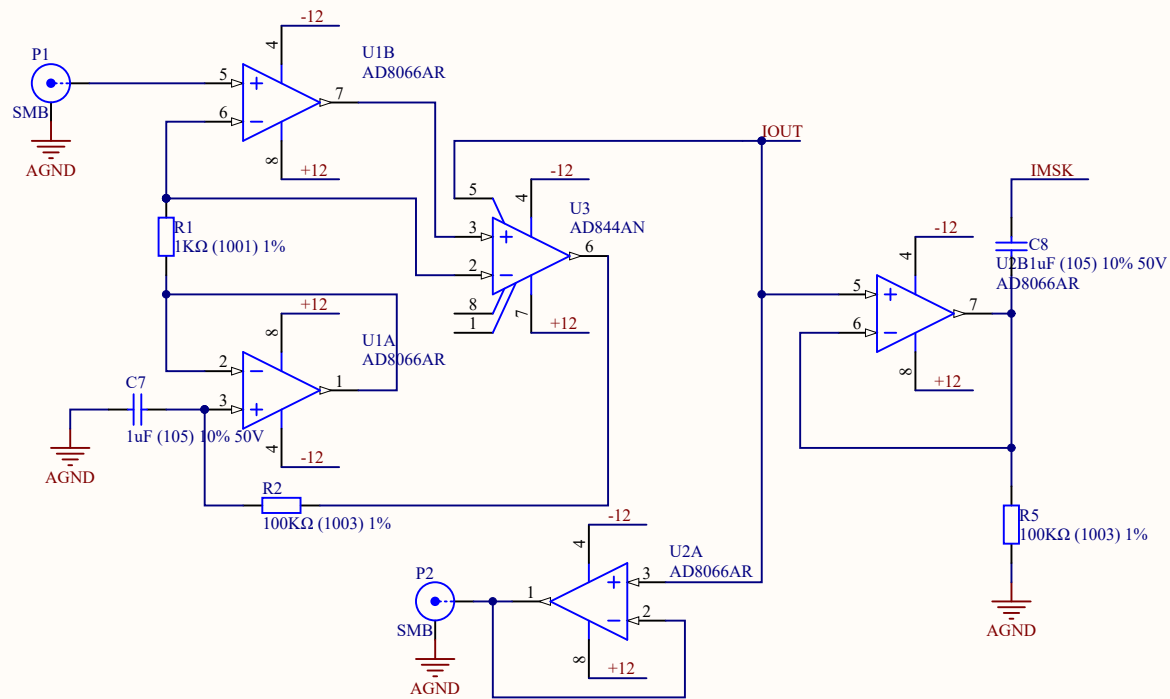 -12
P1
4
U1B
AD8066AR
5
7
SMB
6
8
+12
AGND
IOUT
-12
5
4
U3
AD844AN
3
6
2
8
1
7
+12
R1
1KΩ (1001) 1%
IMSK
-12
4
C8
U2B1uF (105) 10% 50V
AD8066AR
5
7
6
8
+12
+12
8
U1A
AD8066AR
2
1
C7
3
1uF (105) 10% 50V
4
-12
AGND
R2
100KΩ (1003) 1%
-12
4
U2A
AD8066AR
P2
3
1
2
SMB
8
+12
AGND
R5
100KΩ (1003) 1%
AGND